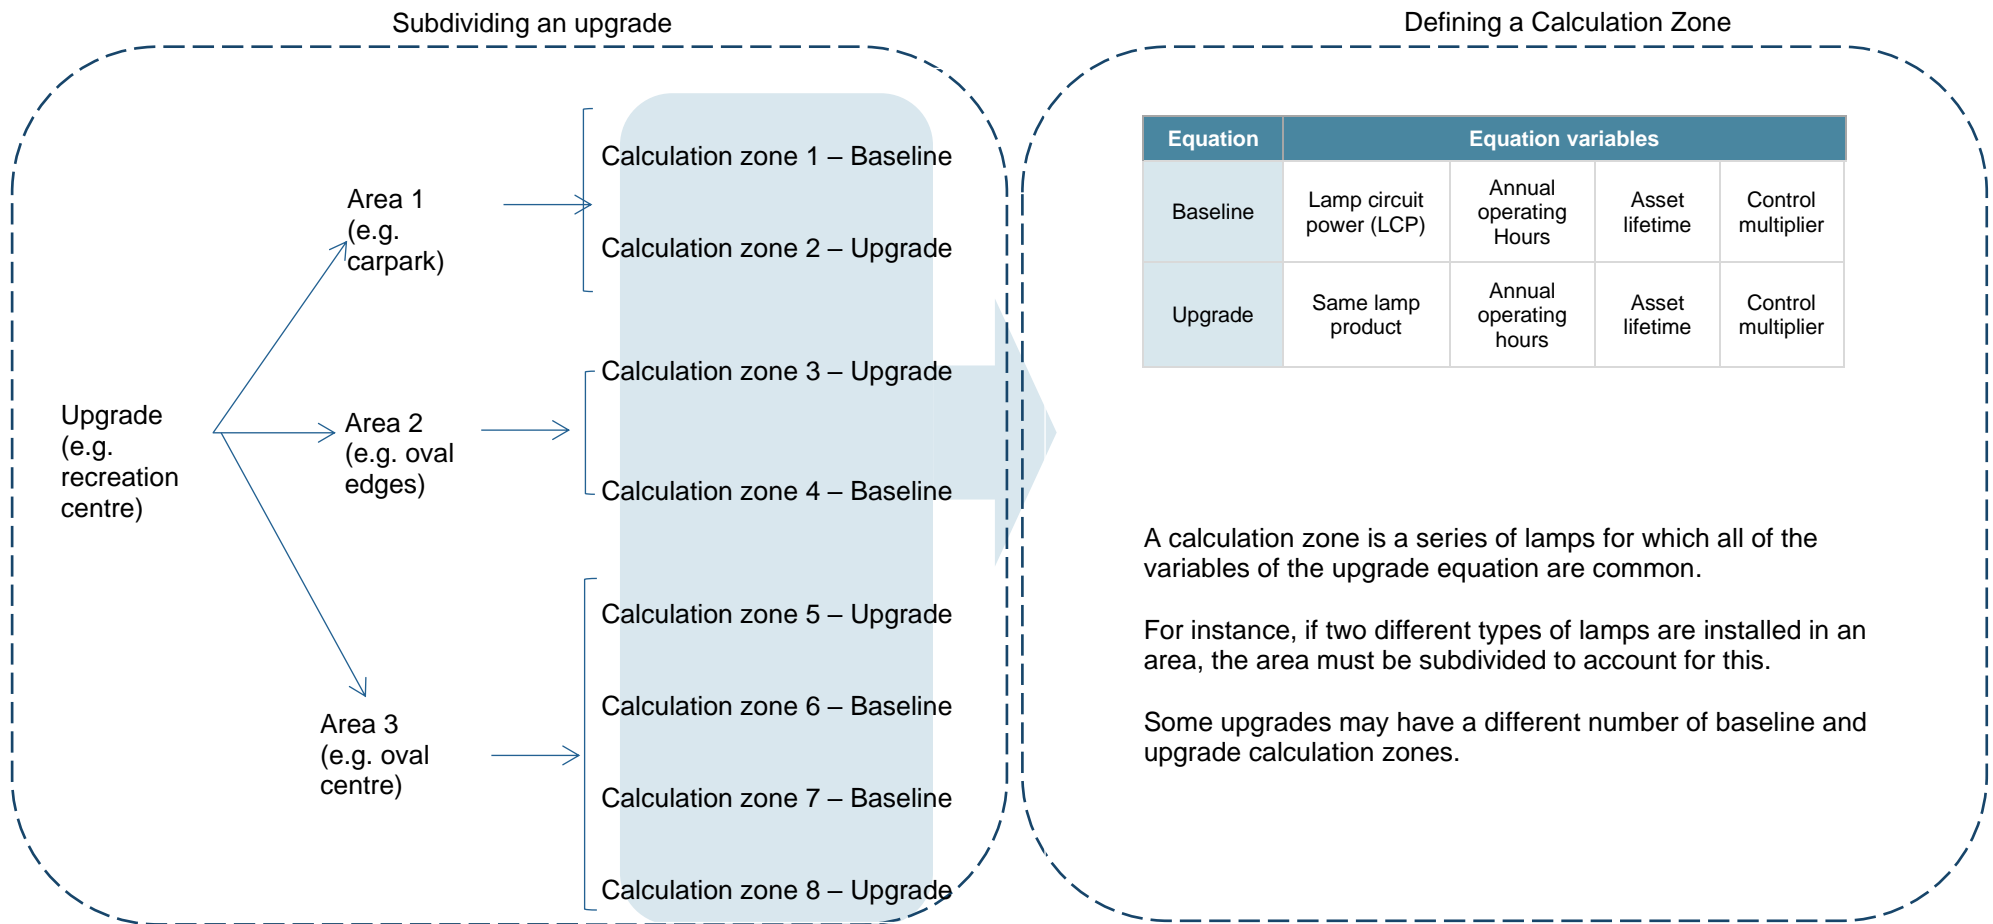 Subdividing an upgrade
Upgrade
(e.g.
recreation
centre)
Area 1
(e.g.
carpark)
Area 2
(e.g. oval
edges)
Area 3
(e.g. oval
centre)
Calculation zone 1 – Baseline
Calculation zone 2 – Upgrade
Calculation zone 3 – Upgrade
Calculation zone 4 – Baseline
Calculation zone 5 – Upgrade
Calculation zone 6 – Baseline
Calculation zone 7 – Baseline
Calculation zone 8 – Upgrade
Defining a Calculation Zone
Equation
Equation variables
Baseline
Lamp circuit
power (LCP)
Annual
operating
Hours
Asset
lifetime
Control
multiplier
Upgrade
Same lamp
product
Annual
operating
hours
Asset
lifetime
Control
multiplier
A calculation zone is a series of lamps for which all of the
variables of the upgrade equation are common.
For instance, if two different types of lamps are installed in an
area, the area must be subdivided to account for this.
Some upgrades may have a different number of baseline and
upgrade calculation zones.